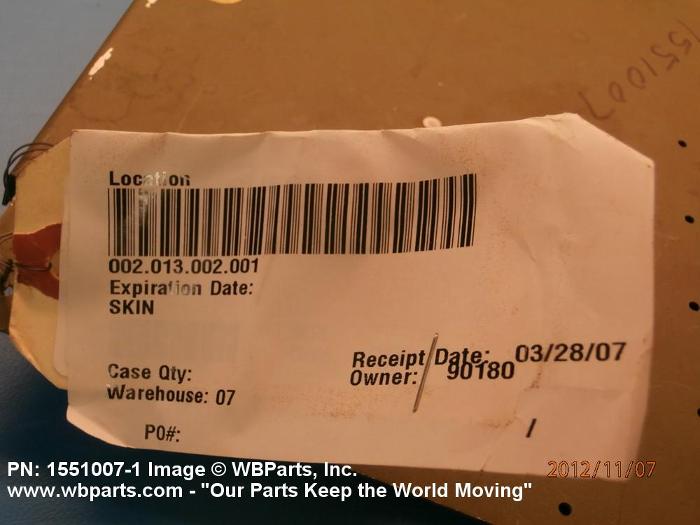 1551007
Location
002.013.002.001
Expiration Date:
SKIN
Receipt Date: 03/28/07
Case Qty:
Owner: 90180
Warehouse: 07
PO#:
/
2012/11/07
PN: 1551007-1 Image © WBParts, Inc.
www.wbparts.com - "Our Parts Keep the World Moving"